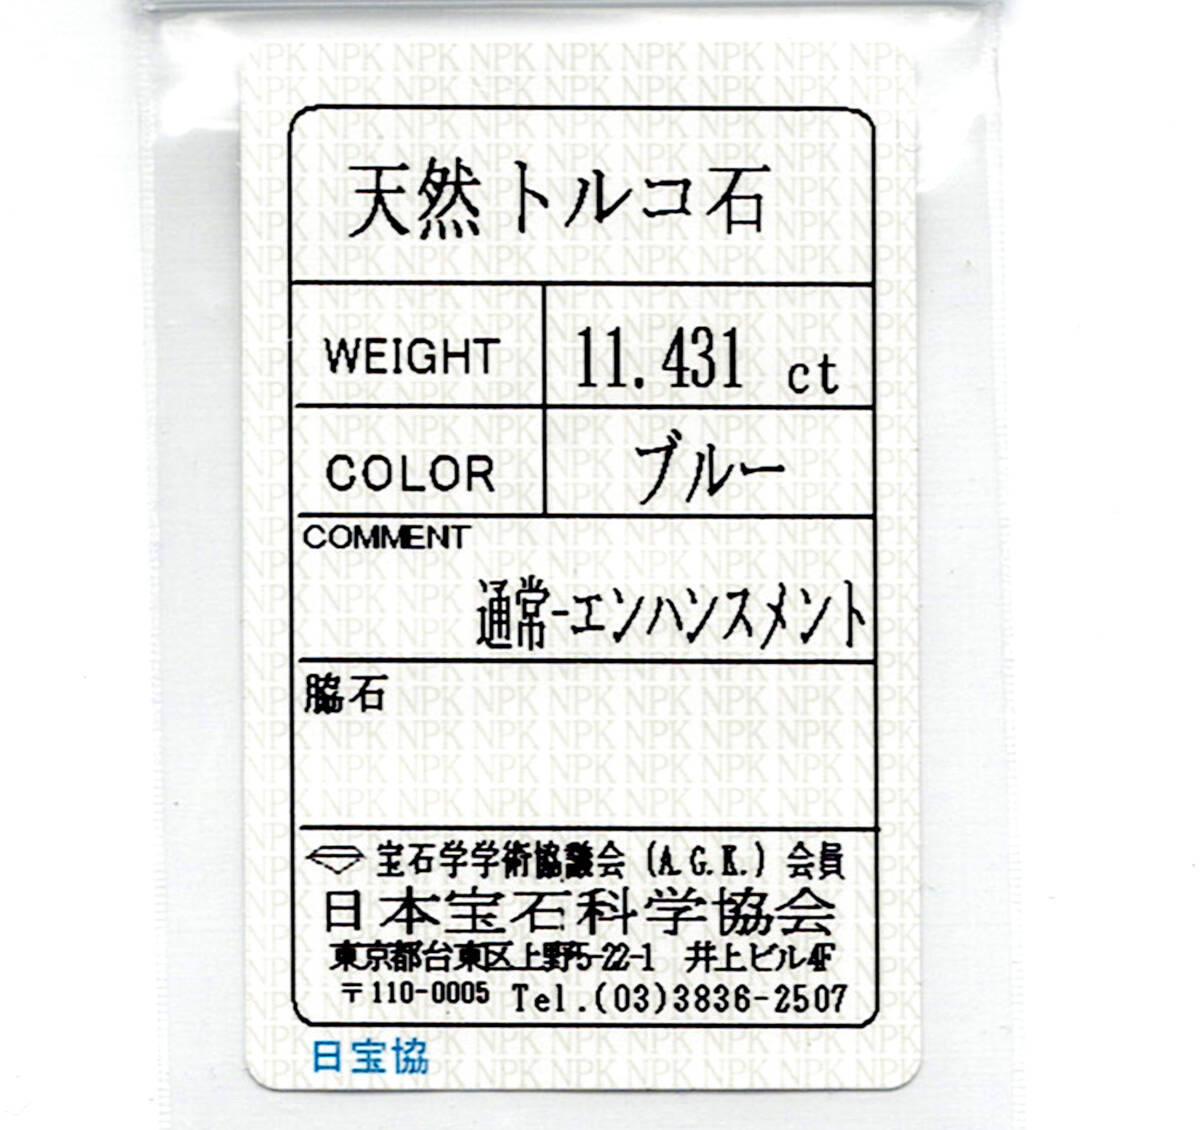 天然トルコ石
WEIGHT 11.431 ct
COLOR ブルー
COMMENT
通常-エンハンスメント
脇石
宝石学学術協議会 (A.G.K.) 会員
日本宝石科学協会
東京都台東区上野5-22-1 井上ビル4F
〒110-0005 Tel.(03)3836-2507
日宝協